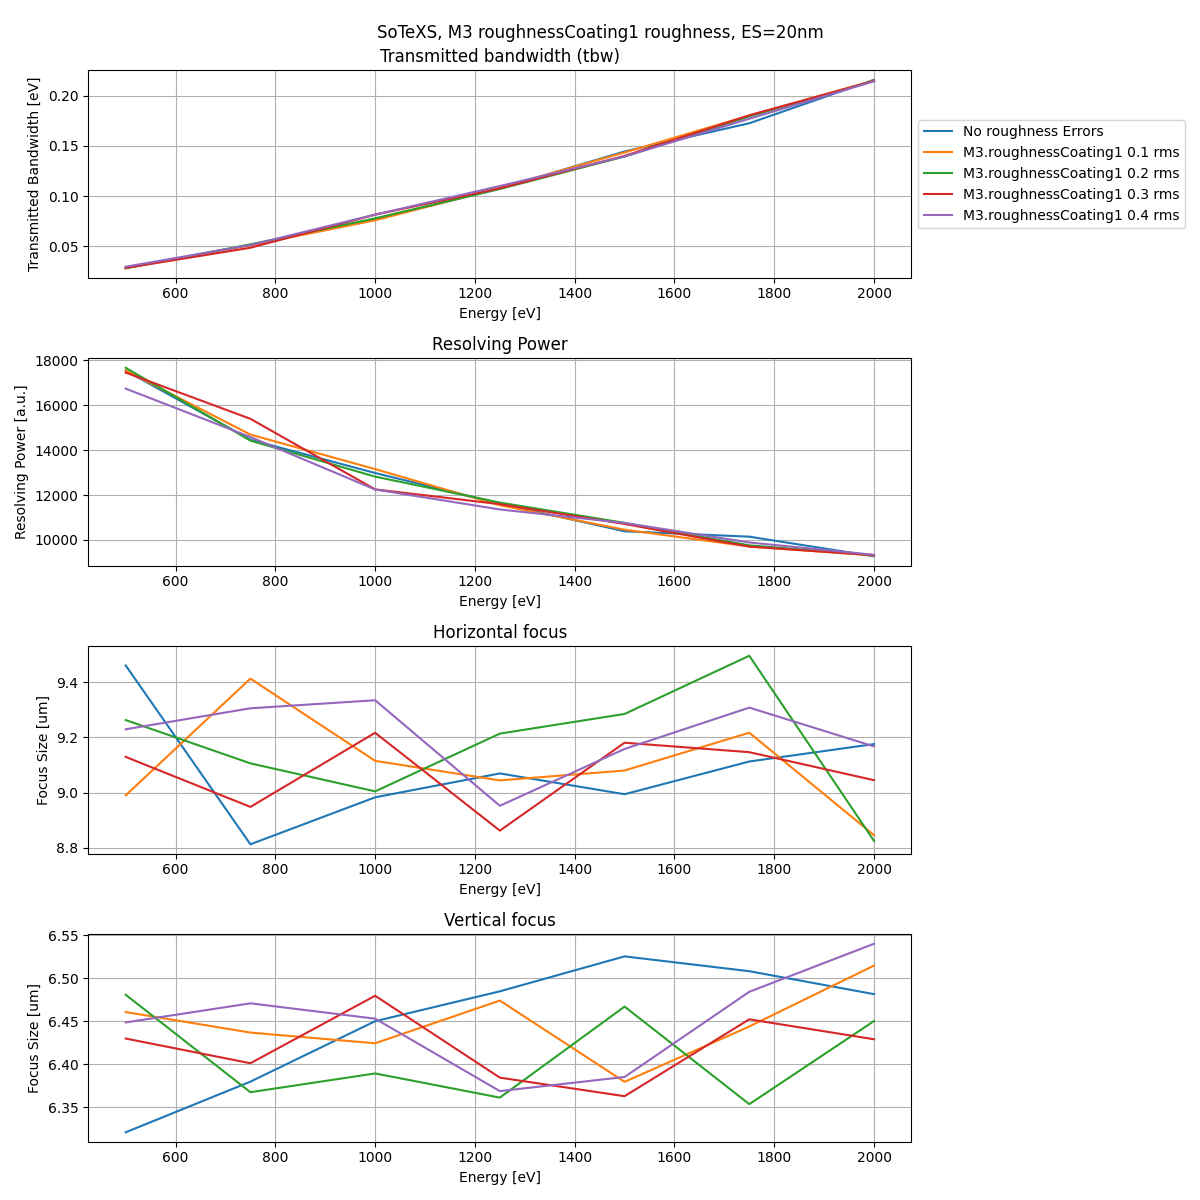 SoTeXS, M3 roughnessCoating1 roughness, ES=20nm
Transmitted bandwidth (tbw)
Transmitted Bandwidth [eV]
0.20
0.15
0.10
0.05
600 800 1000 1200 1400 1600 1800 2000
Energy [eV]
No roughness Errors
M3.roughnessCoating1 0.1 rms
M3.roughnessCoating1 0.2 rms
M3.roughnessCoating1 0.3 rms
M3.roughnessCoating1 0.4 rms
Resolving Power
Resolving Power [a.u.]
18000
16000
14000
12000
10000
600 800 1000 1200 1400 1600 1800 2000
Energy [eV]
Horizontal focus
Focus Size [um]
9.4
9.2
9.0
8.8
600 800 1000 1200 1400 1600 1800 2000
Energy [eV]
Vertical focus
Focus Size [um]
6.55
6.50
6.45
6.40
6.35
600 800 1000 1200 1400 1600 1800 2000
Energy [eV]